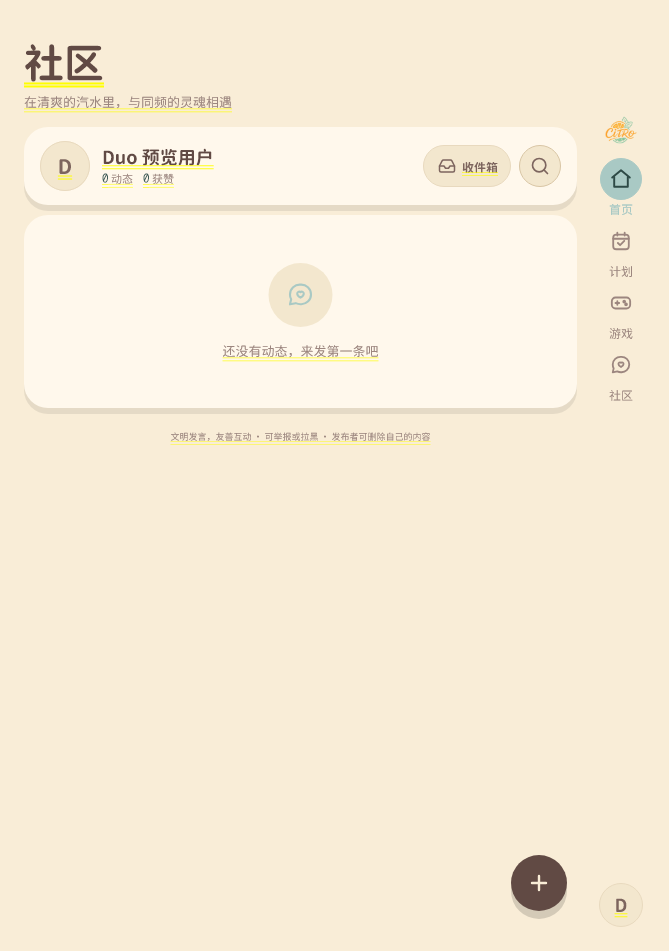 社区
在清爽的汽水里，与同频的灵魂相遇
D
Duo 预览用户
0 动态 0 获赞
收件箱
还没有动态，来发第一条吧
文明发言，友善互动 · 可举报或拉黑 · 发布者可删除自己的内容
Citro
首页
计划
游戏
社区
D